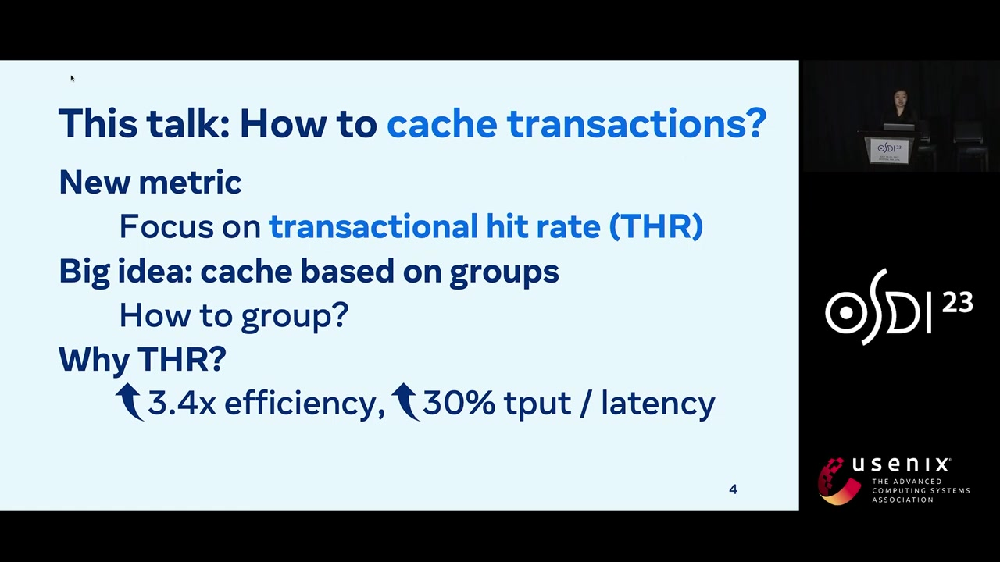 This talk: How to cache transactions?
New metric
Focus on transactional hit rate (THR)
Big idea: cache based on groups
How to group?
Why THR?
3.4x efficiency, 30% tput / latency
4
OSDI 23
OSDI 23
usenix
THE ADVANCED
COMPUTING SYSTEMS
ASSOCIATION